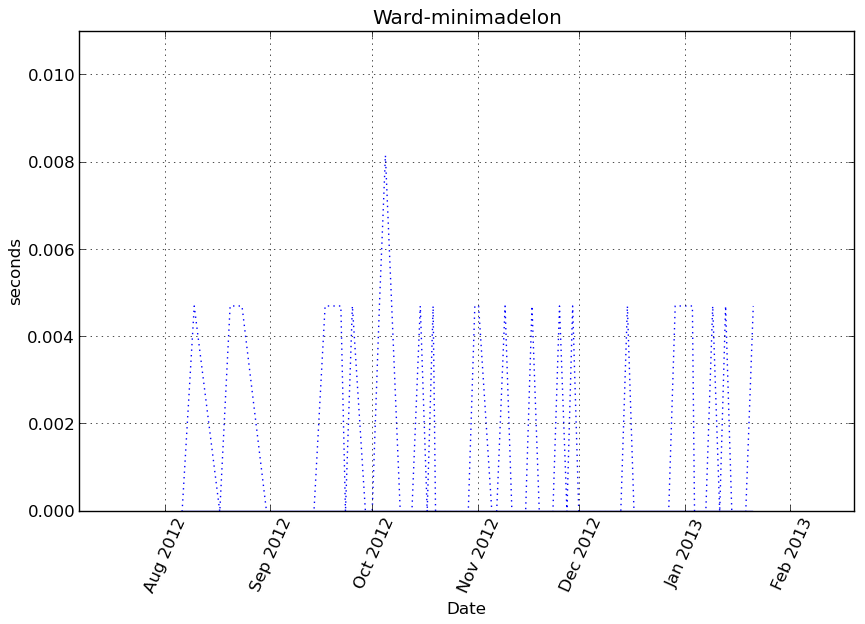 Ward-minimadelon
0.010
0.008
0.006
0.004
0.002
0.000
seconds
Aug 2012
Sep 2012
Oct 2012
Nov 2012
Dec 2012
Jan 2013
Feb 2013
Date